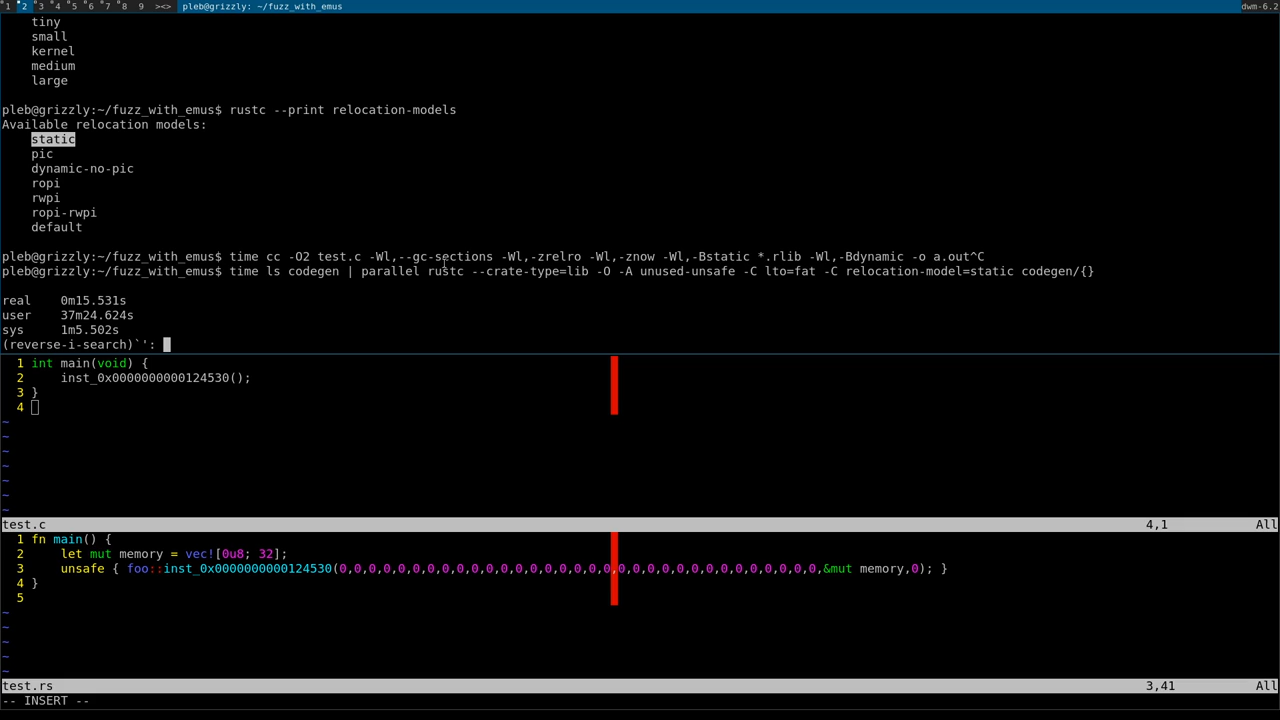 1 2 3 4 5 6 7 8 9 ><> pleb@grizzly: ~/fuzz_with_emus dwm-6.2
tiny
small
kernel
medium
large
pleb@grizzly:~/fuzz_with_emus$ rustc --print relocation-models
Available relocation models:
static
pic
dynamic-no-pic
ropi
rwpi
ropi-rwpi
default
pleb@grizzly:~/fuzz_with_emus$ time cc -O2 test.c -Wl,--gc-sections -Wl,-zrelro -Wl,-znow -Wl,-Bstatic *.rlib -Wl,-Bdynamic -o a.out^C
pleb@grizzly:~/fuzz_with_emus$ time ls codegen | parallel rustc --crate-type=lib -O -A unused-unsafe -C lto=fat -C relocation-model=static codegen/{}
real 0m15.531s
user 37m24.624s
sys 1m5.502s
(reverse-i-search)`':
1 int main(void) {
2 inst_0x0000000000124530();
3 }
4
~
~
~
~
~
~
~
test.c 4,1 All
1 fn main() {
2 let mut memory = vec![0u8; 32];
3 unsafe { foo::inst_0x0000000000124530(0,0,0,0,0,0,0,0,0,0,0,0,0,0,0,0,0,0,0,0,0,0,0,0,0,0,0,0,0,0,0,0,0,&mut memory,0); }
4 }
5
~
~
~
~
~
test.rs 3,41 All
-- INSERT --